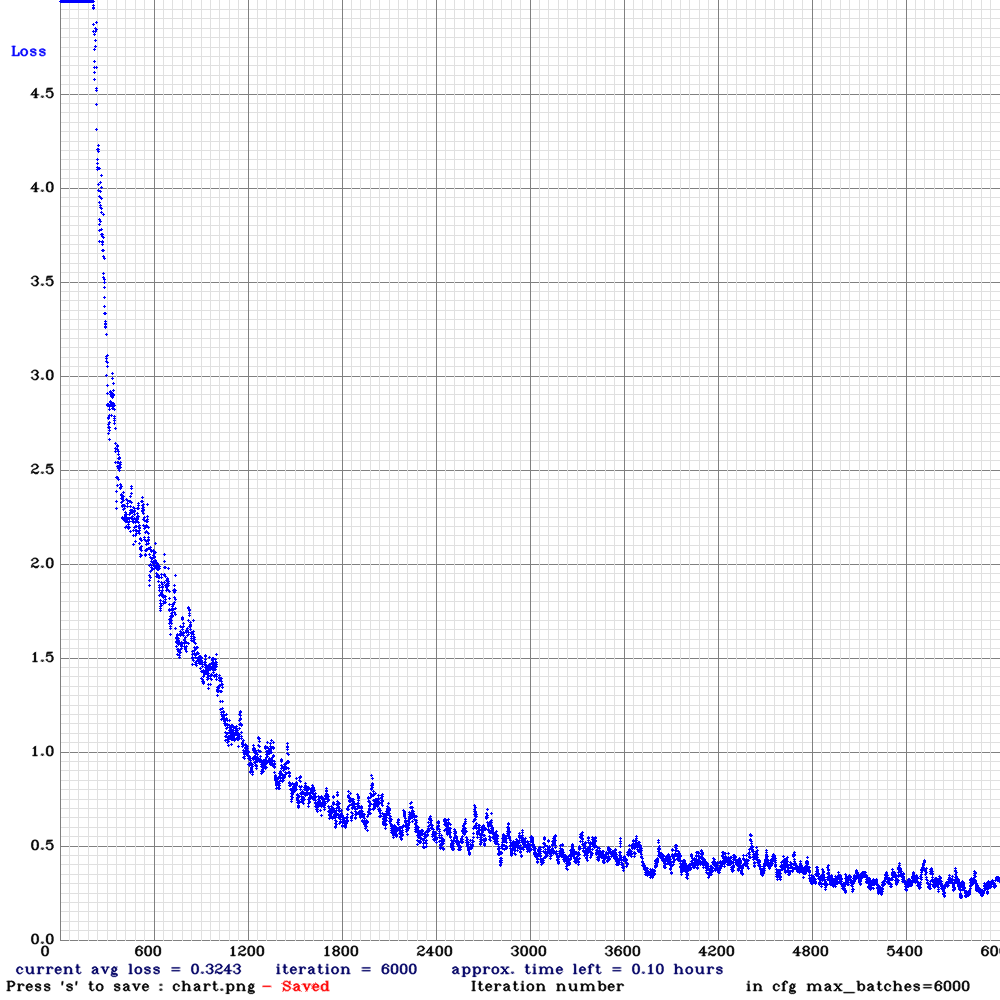 Loss
4.5
4.0
3.5
3.0
2.5
2.0
1.5
1.0
0.5
0.0
0 600 1200 1800 2400 3000 3600 4200 4800 5400 600
current avg loss = 0.3243 iteration = 6000 approx. time left = 0.10 hours
Press 's' to save : chart.png - Saved Iteration number in cfg max_batches=6000